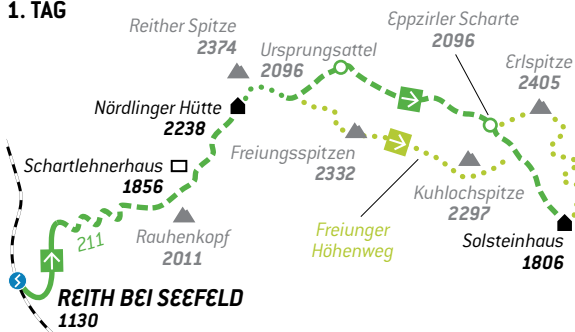 1. TAG
Reither Spitze
2374
Ursprungsattel
2096
Eppzirler Scharte
2096
Erlspitze
2405
Nördlinger Hütte
2238
Freiungsspitzen
2332
Schartlehnerhaus
1856
Kuhlochspitze
2297
Rauhenkopf
2011
211
Freiunger
Höhenweg
Solsteinhaus
1806
REITH BEI SEEFELD
1130